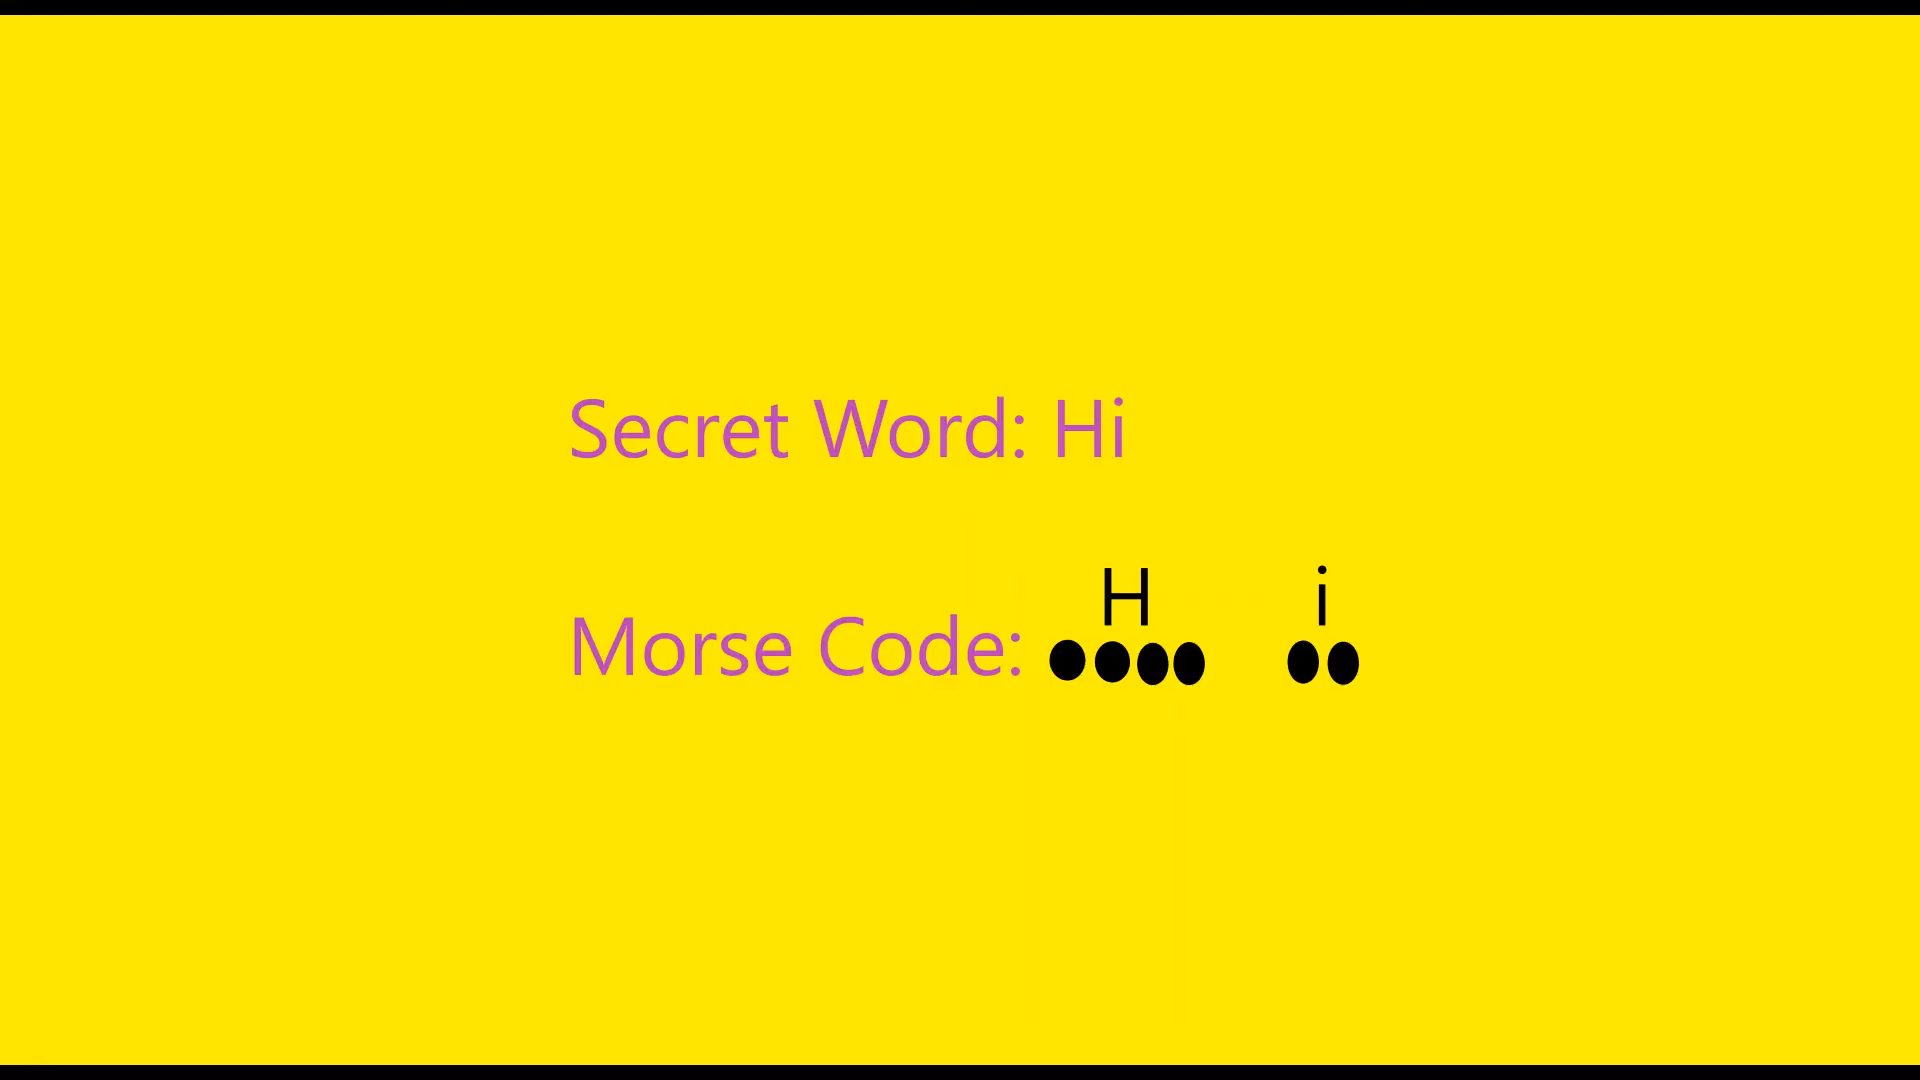 Secret Word: Hi
H i
Morse Code: ●●●● ●●